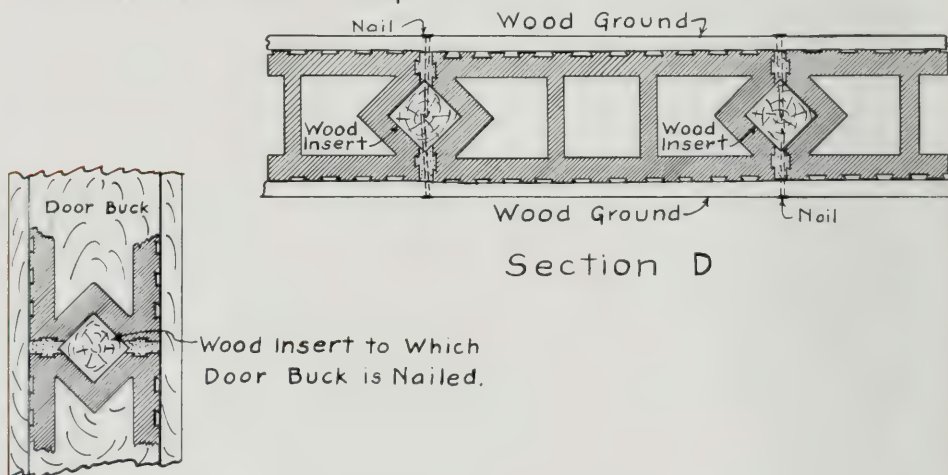 Nail
Wood Ground
Wood
Insert
Wood
Insert
Wood Ground
Nail
Section D
Door Buck
Wood Insert to Which
Door Buck is Nailed.